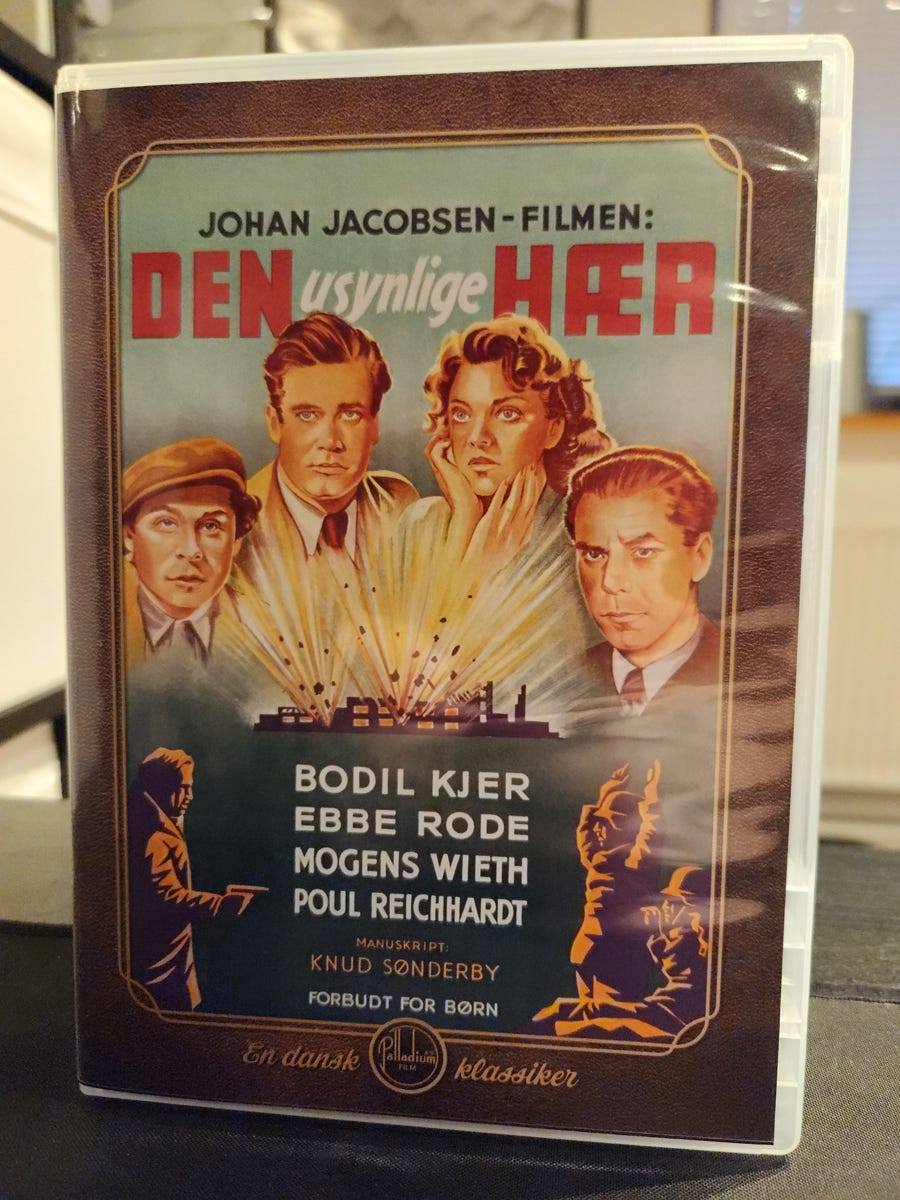 JOHAN JACOBSEN-FILMEN:
DEN usynlige HÆR
BODIL KJER
EBBE RODE
MOGENS WIETH
POUL REICHHARDT
MANUSKRIPT:
KNUD SØNDERBY
FORBUDT FOR BØRN
En dansk Palladium A/S FILM klassiker